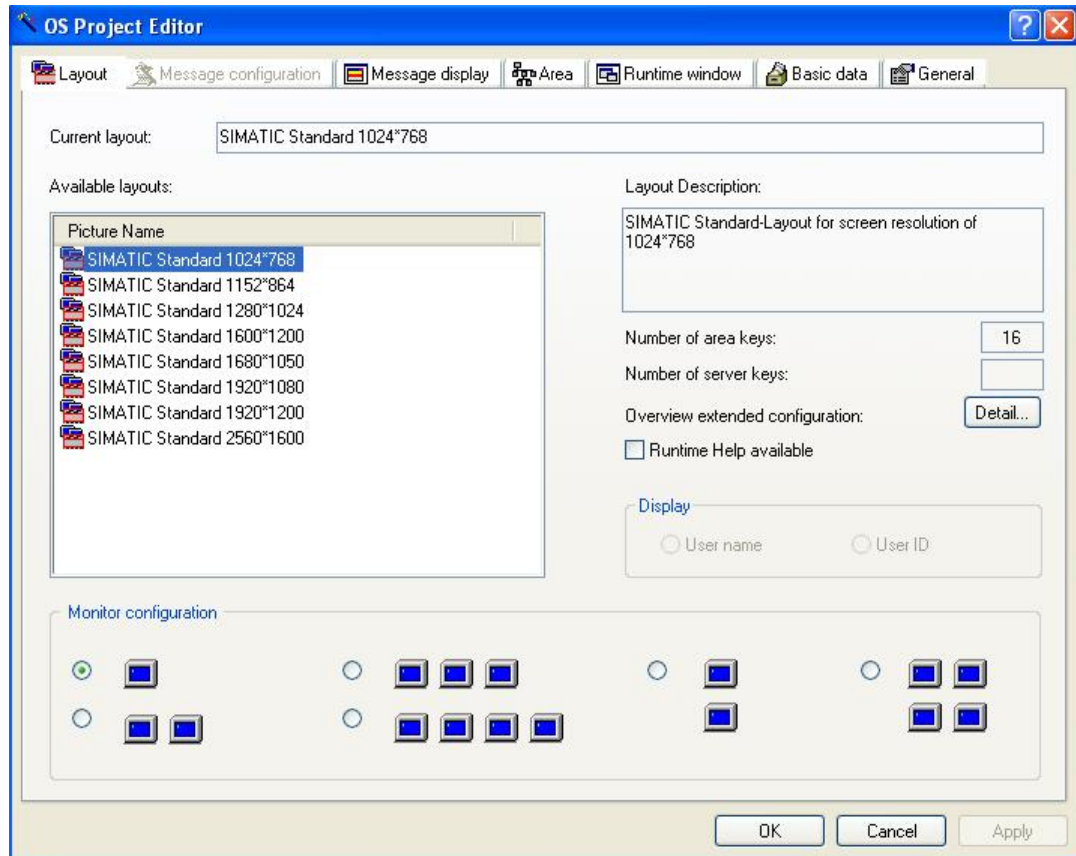 OS Project Editor
Layout Message configuration Message display Area Runtime window Basic data General
Current layout: SIMATIC Standard 1024*768
Available layouts:
Picture Name
SIMATIC Standard 1024*768
SIMATIC Standard 1152*864
SIMATIC Standard 1280*1024
SIMATIC Standard 1600*1200
SIMATIC Standard 1680*1050
SIMATIC Standard 1920*1080
SIMATIC Standard 1920*1200
SIMATIC Standard 2560*1600
Layout Description:
SIMATIC Standard-Layout for screen resolution of
1024*768
Number of area keys: 16
Number of server keys:
Overview extended configuration: Detail...
Runtime Help available
Display
User name User ID
Monitor configuration
OK Cancel Apply